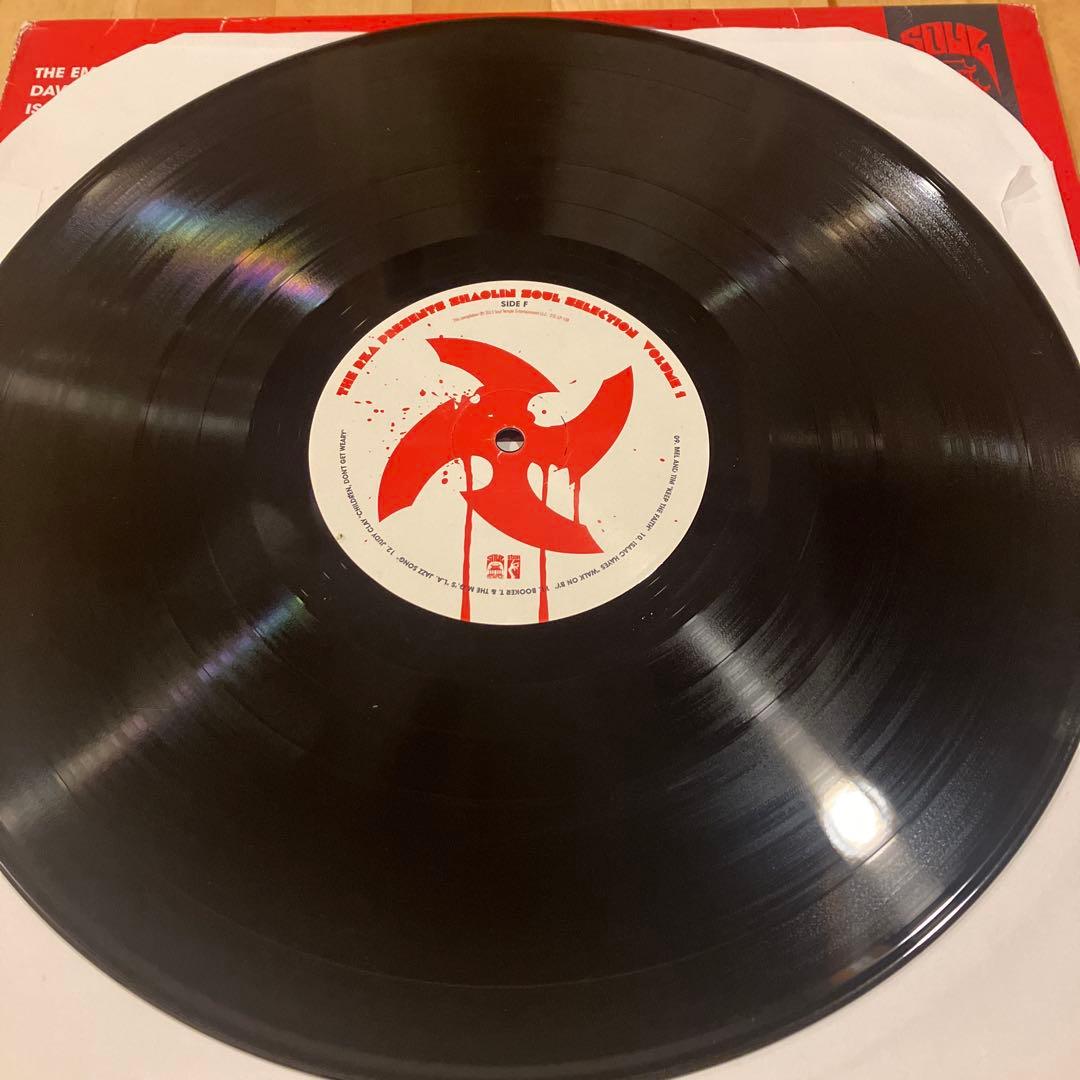 THE EM
DAV
IS
SOUL
THE RZA PRESENTS SHAOLIN SOUL SELECTION VOLUME 1
SIDE F
09. MEL AND TIM "KEEP THE FAITH" 10. ISAAC HAYES "WALK ON BY" 11. BOOKER T. & THE M.G.'S "L.A. JAZZ SONG" 12. JUDY CLAY "CHILDREN, DON'T GET WEARY"